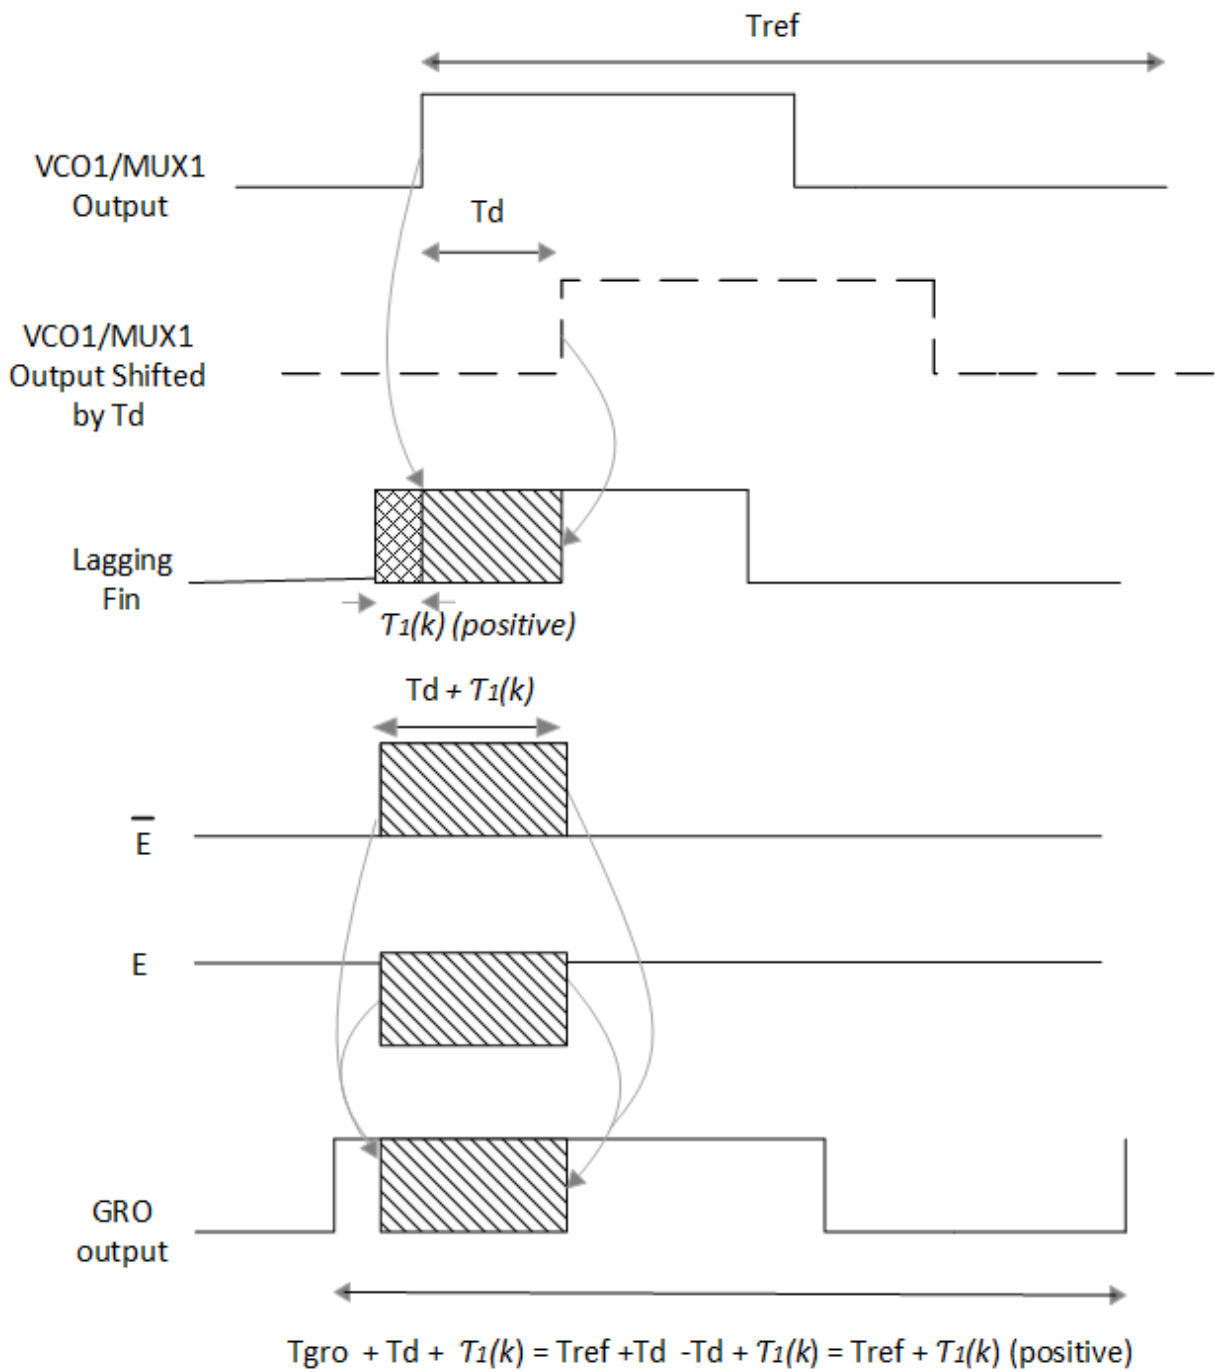 Tref
VCO1/MUX1
Output
Td
VCO1/MUX1
Output Shifted
by Td
Lagging
Fin
T1(k) (positive)
Td + T1(k)
E̅
E
GRO
output
Tgro + Td + T1(k) = Tref +Td -Td + T1(k) = Tref + T1(k) (positive)